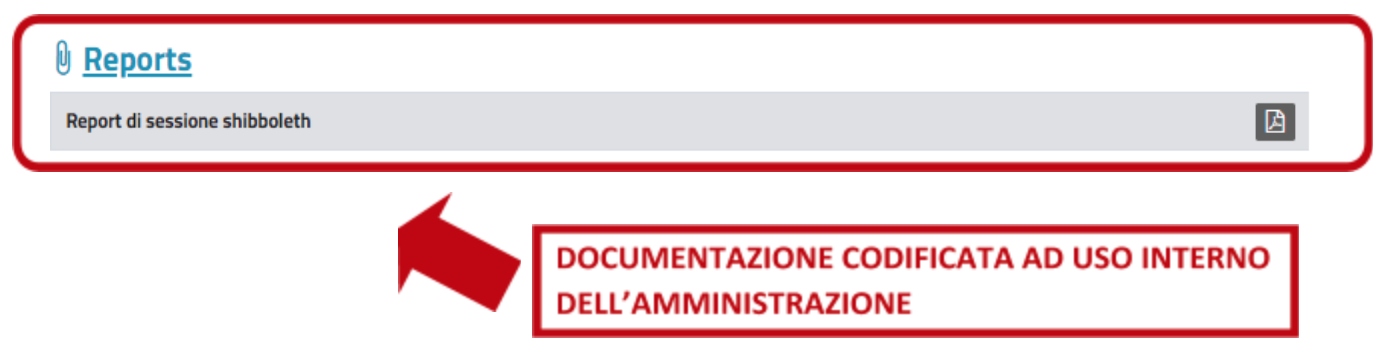 Reports
Report di sessione shibboleth
DOCUMENTAZIONE CODIFICATA AD USO INTERNO
DELL’AMMINISTRAZIONE